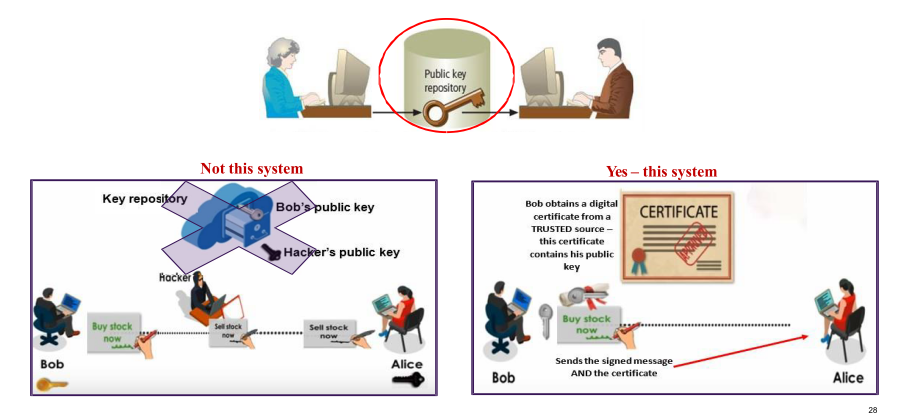 Public key
repository
Not this system
Key repository
Bob's public key
Hacker's public key
Hacker
Buy stock
now
Sell stock
now
Sell stock
now
Bob
Alice
Yes – this system
Bob obtains a digital
certificate from a
TRUSTED source –
this certificate
contains his public
key
CERTIFICATE
Buy stock
now
Sends the signed message
AND the certificate
Bob
Alice
28